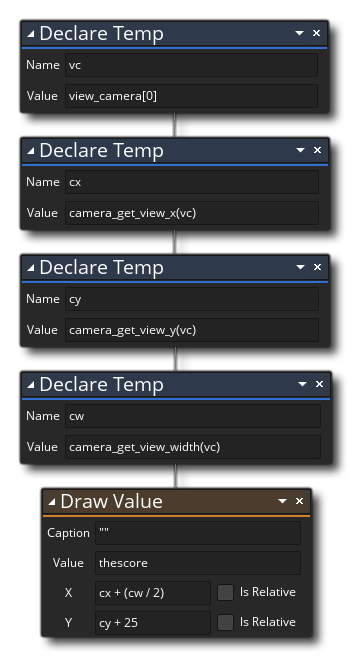 Declare Temp
Name vc
Value view_camera[0]
Declare Temp
Name cx
Value camera_get_view_x(vc)
Declare Temp
Name cy
Value camera_get_view_y(vc)
Declare Temp
Name cw
Value camera_get_view_width(vc)
Draw Value
Caption ""
Value thescore
X cx + (cw / 2) Is Relative
Y cy + 25 Is Relative